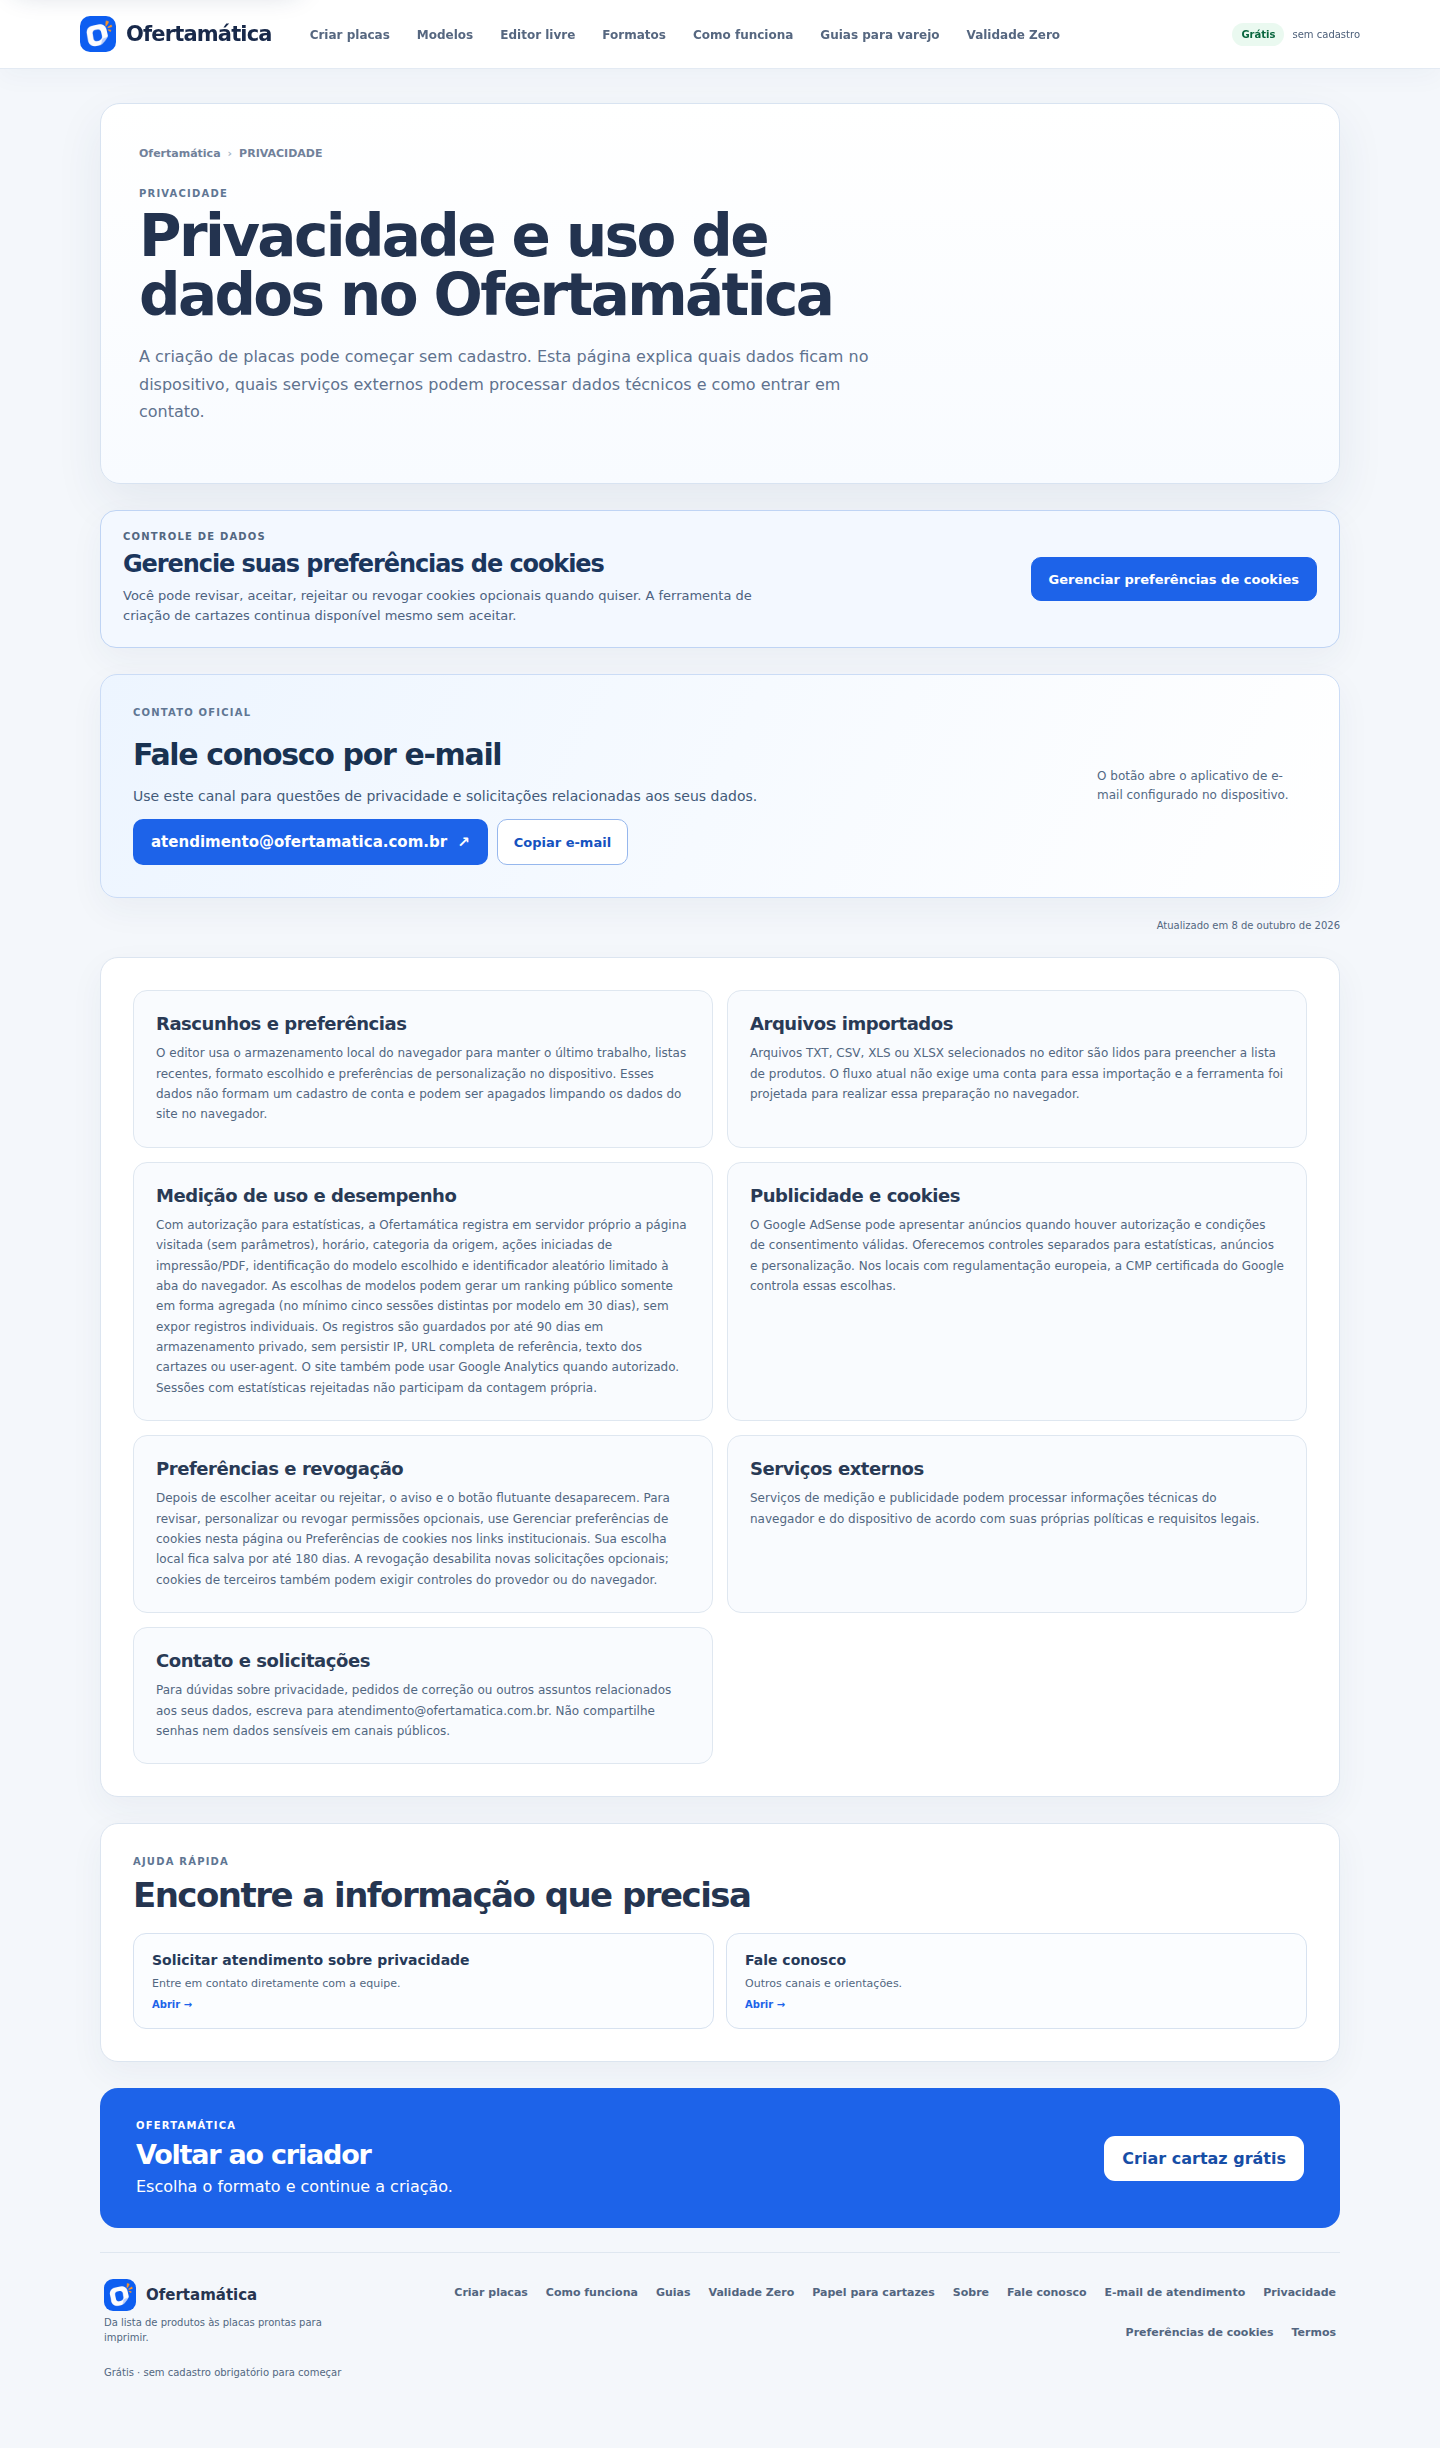 Ofertamática
Criar placas Modelos Editor livre Formatos Como funciona Guias para varejo Validade Zero
Grátis sem cadastro
Ofertamática › PRIVACIDADE
PRIVACIDADE
Privacidade e uso de
dados no Ofertamática
A criação de placas pode começar sem cadastro. Esta página explica quais dados ficam no
dispositivo, quais serviços externos podem processar dados técnicos e como entrar em
contato.
CONTROLE DE DADOS
Gerencie suas preferências de cookies
Você pode revisar, aceitar, rejeitar ou revogar cookies opcionais quando quiser. A ferramenta de
criação de cartazes continua disponível mesmo sem aceitar.
Gerenciar preferências de cookies
CONTATO OFICIAL
Fale conosco por e-mail
Use este canal para questões de privacidade e solicitações relacionadas aos seus dados.
atendimento@ofertamatica.com.br ↗
Copiar e-mail
O botão abre o aplicativo de e-
mail configurado no dispositivo.
Atualizado em 8 de outubro de 2026
Rascunhos e preferências
O editor usa o armazenamento local do navegador para manter o último trabalho, listas
recentes, formato escolhido e preferências de personalização no dispositivo. Esses
dados não formam um cadastro de conta e podem ser apagados limpando os dados do
site no navegador.
Arquivos importados
Arquivos TXT, CSV, XLS ou XLSX selecionados no editor são lidos para preencher a lista
de produtos. O fluxo atual não exige uma conta para essa importação e a ferramenta foi
projetada para realizar essa preparação no navegador.
Medição de uso e desempenho
Com autorização para estatísticas, a Ofertamática registra em servidor próprio a página
visitada (sem parâmetros), horário, categoria da origem, ações iniciadas de
impressão/PDF, identificação do modelo escolhido e identificador aleatório limitado à
aba do navegador. As escolhas de modelos podem gerar um ranking público somente
em forma agregada (no mínimo cinco sessões distintas por modelo em 30 dias), sem
expor registros individuais. Os registros são guardados por até 90 dias em
armazenamento privado, sem persistir IP, URL completa de referência, texto dos
cartazes ou user-agent. O site também pode usar Google Analytics quando autorizado.
Sessões com estatísticas rejeitadas não participam da contagem própria.
Publicidade e cookies
O Google AdSense pode apresentar anúncios quando houver autorização e condições
de consentimento válidas. Oferecemos controles separados para estatísticas, anúncios
e personalização. Nos locais com regulamentação europeia, a CMP certificada do Google
controla essas escolhas.
Preferências e revogação
Depois de escolher aceitar ou rejeitar, o aviso e o botão flutuante desaparecem. Para
revisar, personalizar ou revogar permissões opcionais, use Gerenciar preferências de
cookies nesta página ou Preferências de cookies nos links institucionais. Sua escolha
local fica salva por até 180 dias. A revogação desabilita novas solicitações opcionais;
cookies de terceiros também podem exigir controles do provedor ou do navegador.
Serviços externos
Serviços de medição e publicidade podem processar informações técnicas do
navegador e do dispositivo de acordo com suas próprias políticas e requisitos legais.
Contato e solicitações
Para dúvidas sobre privacidade, pedidos de correção ou outros assuntos relacionados
aos seus dados, escreva para atendimento@ofertamatica.com.br. Não compartilhe
senhas nem dados sensíveis em canais públicos.
AJUDA RÁPIDA
Encontre a informação que precisa
Solicitar atendimento sobre privacidade
Entre em contato diretamente com a equipe.
Abrir →
Fale conosco
Outros canais e orientações.
Abrir →
OFERTAMÁTICA
Voltar ao criador
Escolha o formato e continue a criação.
Criar cartaz grátis
Ofertamática
Da lista de produtos às placas prontas para
imprimir.
Grátis · sem cadastro obrigatório para começar
Criar placas Como funciona Guias Validade Zero Papel para cartazes Sobre Fale conosco E-mail de atendimento Privacidade
Preferências de cookies Termos